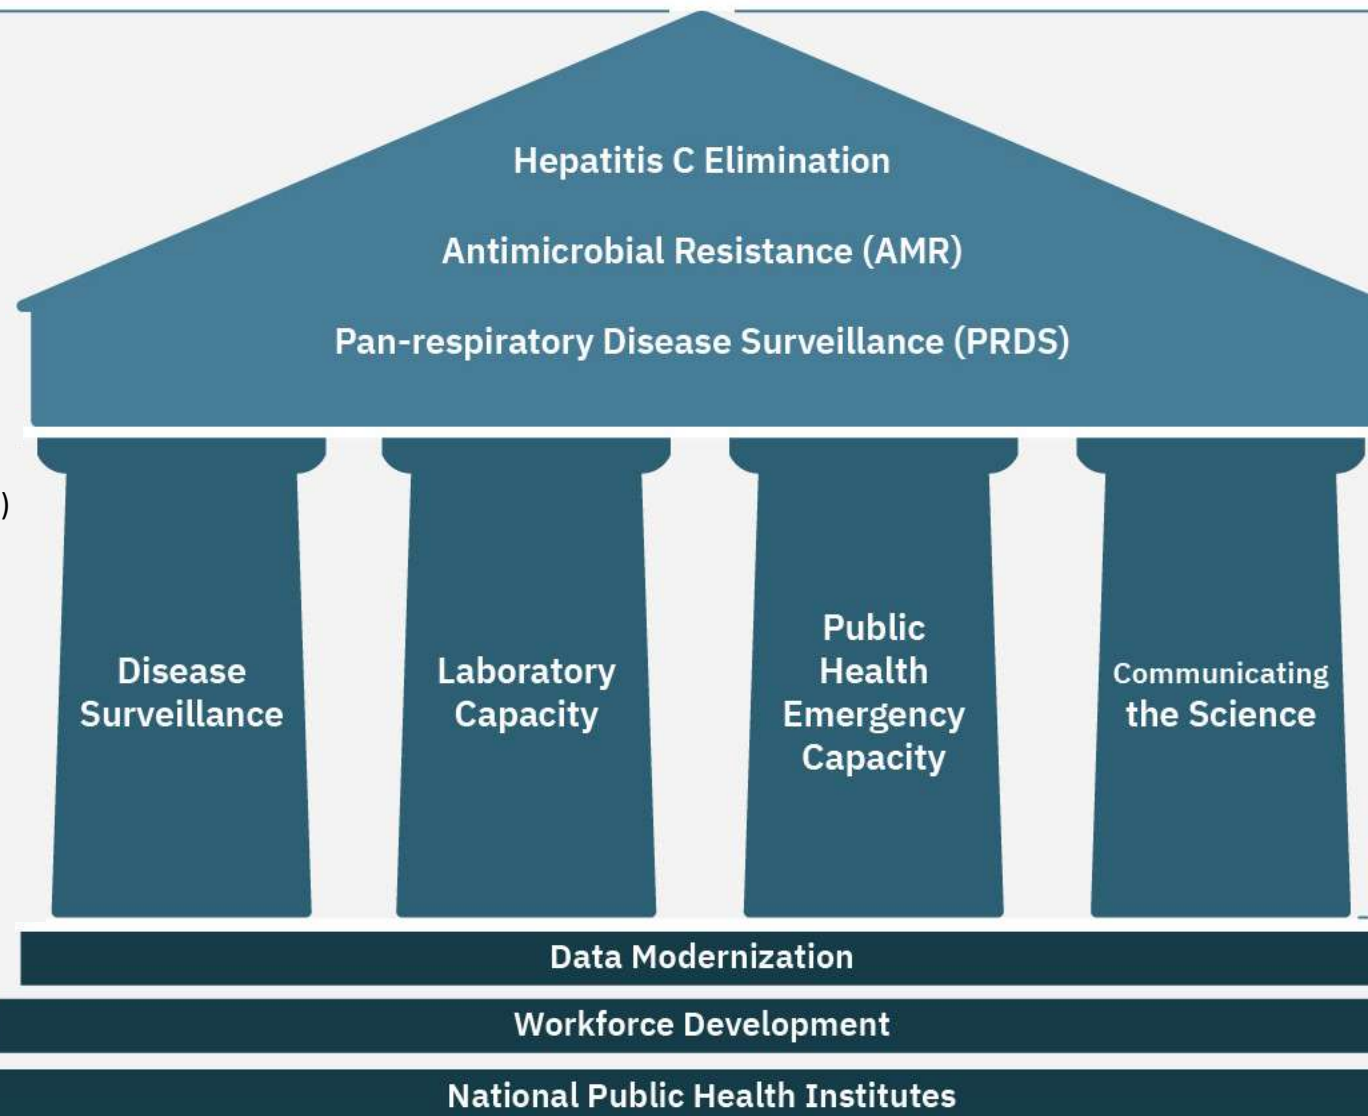 Hepatitis C Elimination
Antimicrobial Resistance (AMR)
Pan-respiratory Disease Surveillance (PRDS)
)
Disease
Surveillance
Laboratory
Capacity
Public
Health
Emergency
Capacity
Communicating
the Science
Data Modernization
Workforce Development
National Public Health Institutes